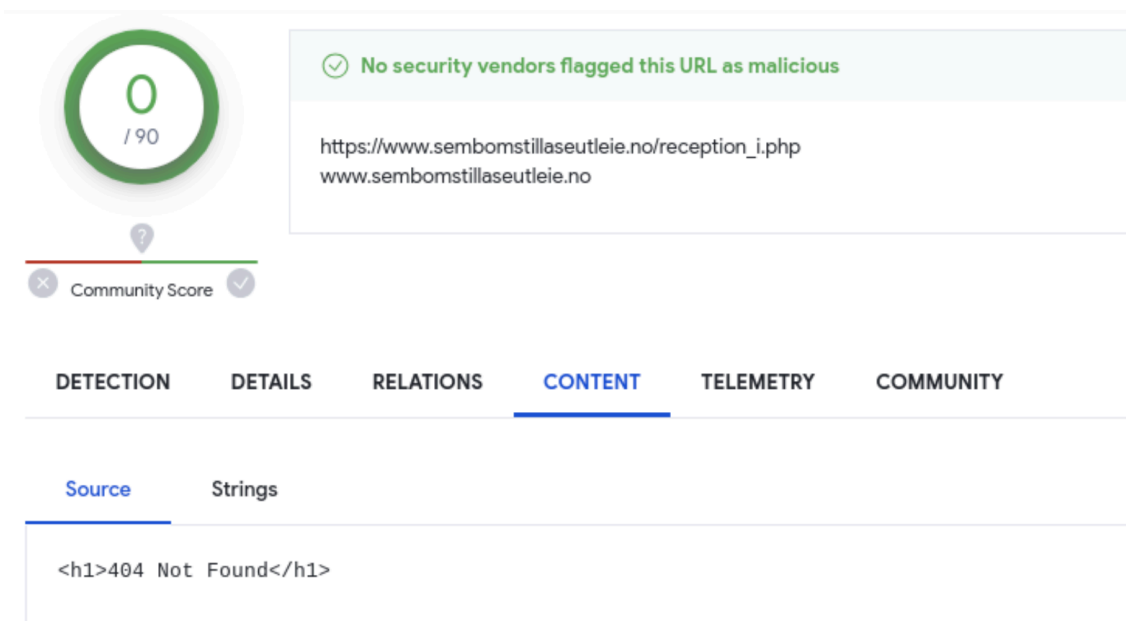 0
/ 90
No security vendors flagged this URL as malicious
https://www.sembomstillaseutleie.no/reception_i.php
www.sembomstillaseutleie.no
?
Community Score
DETECTION DETAILS RELATIONS CONTENT TELEMETRY COMMUNITY
Source Strings
<h1>404 Not Found</h1>